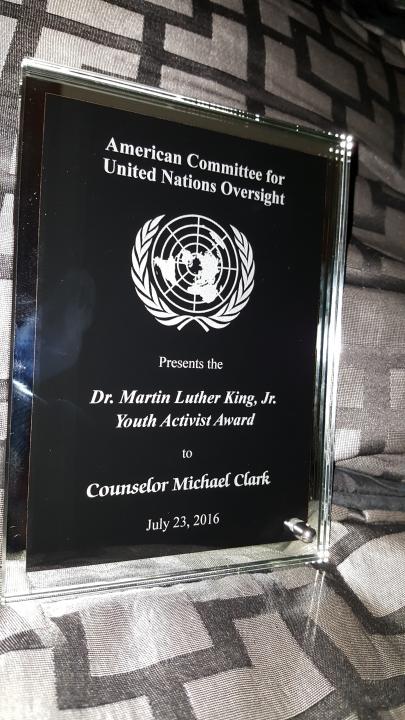 American Committee for
United Nations Oversight
Presents the
Dr. Martin Luther King, Jr.
Youth Activist Award
to
Counselor Michael Clark
July 23, 2016